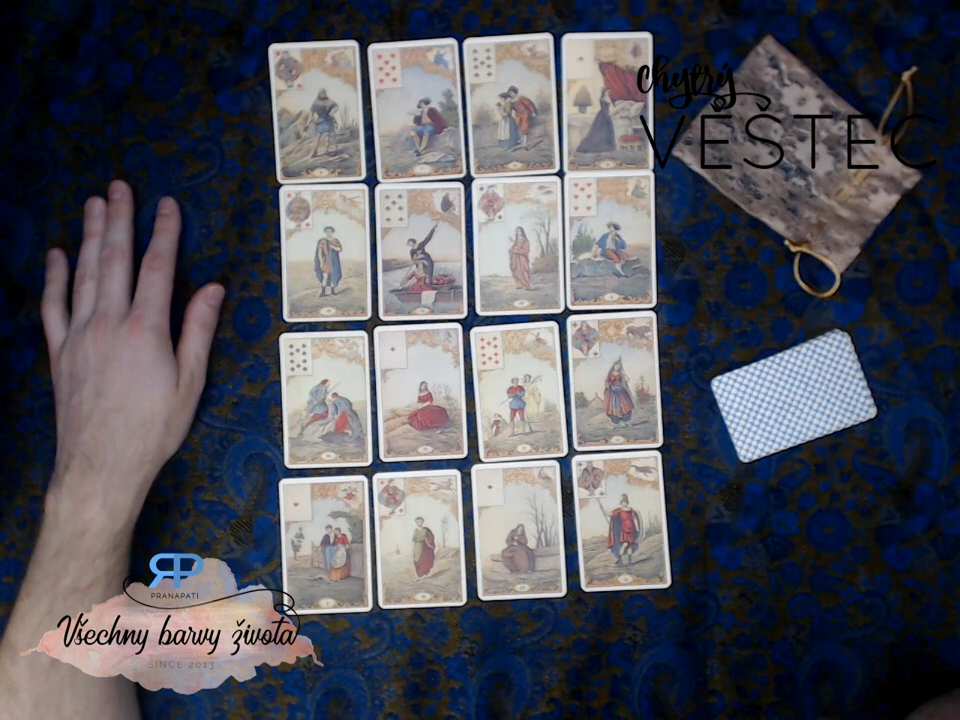 chytrý
VĚŠTEC
PRANAPATI
Všechny barvy života
SINCE 2013